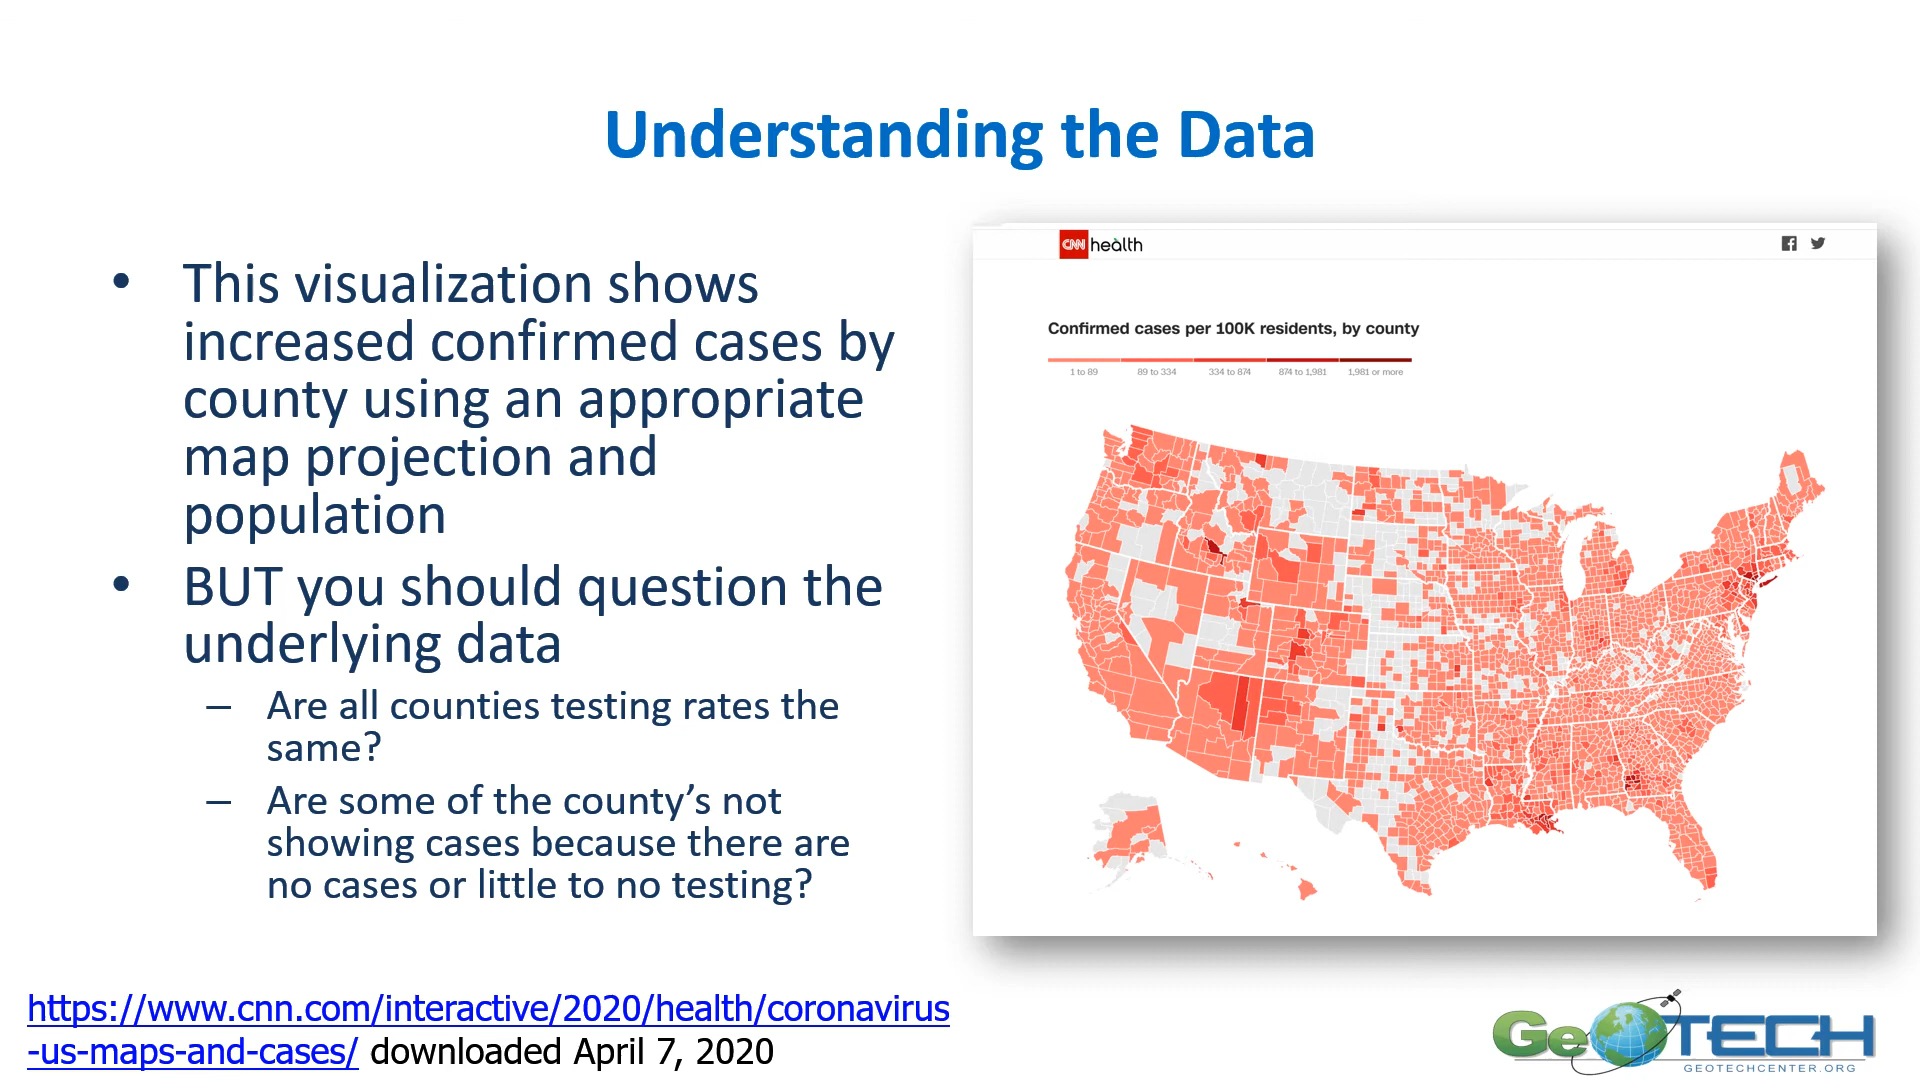 Understanding the Data
• This visualization shows
increased confirmed cases by
county using an appropriate
map projection and
population
• BUT you should question the
underlying data
– Are all counties testing rates the
same?
– Are some of the county’s not
showing cases because there are
no cases or little to no testing?
https://www.cnn.com/interactive/2020/health/coronavirus
-us-maps-and-cases/ downloaded April 7, 2020
CNN health
Confirmed cases per 100K residents, by county
1 to 89 89 to 334 334 to 874 874 to 1,981 1,981 or more
GeoTECH
GEOTECHCENTER.ORG